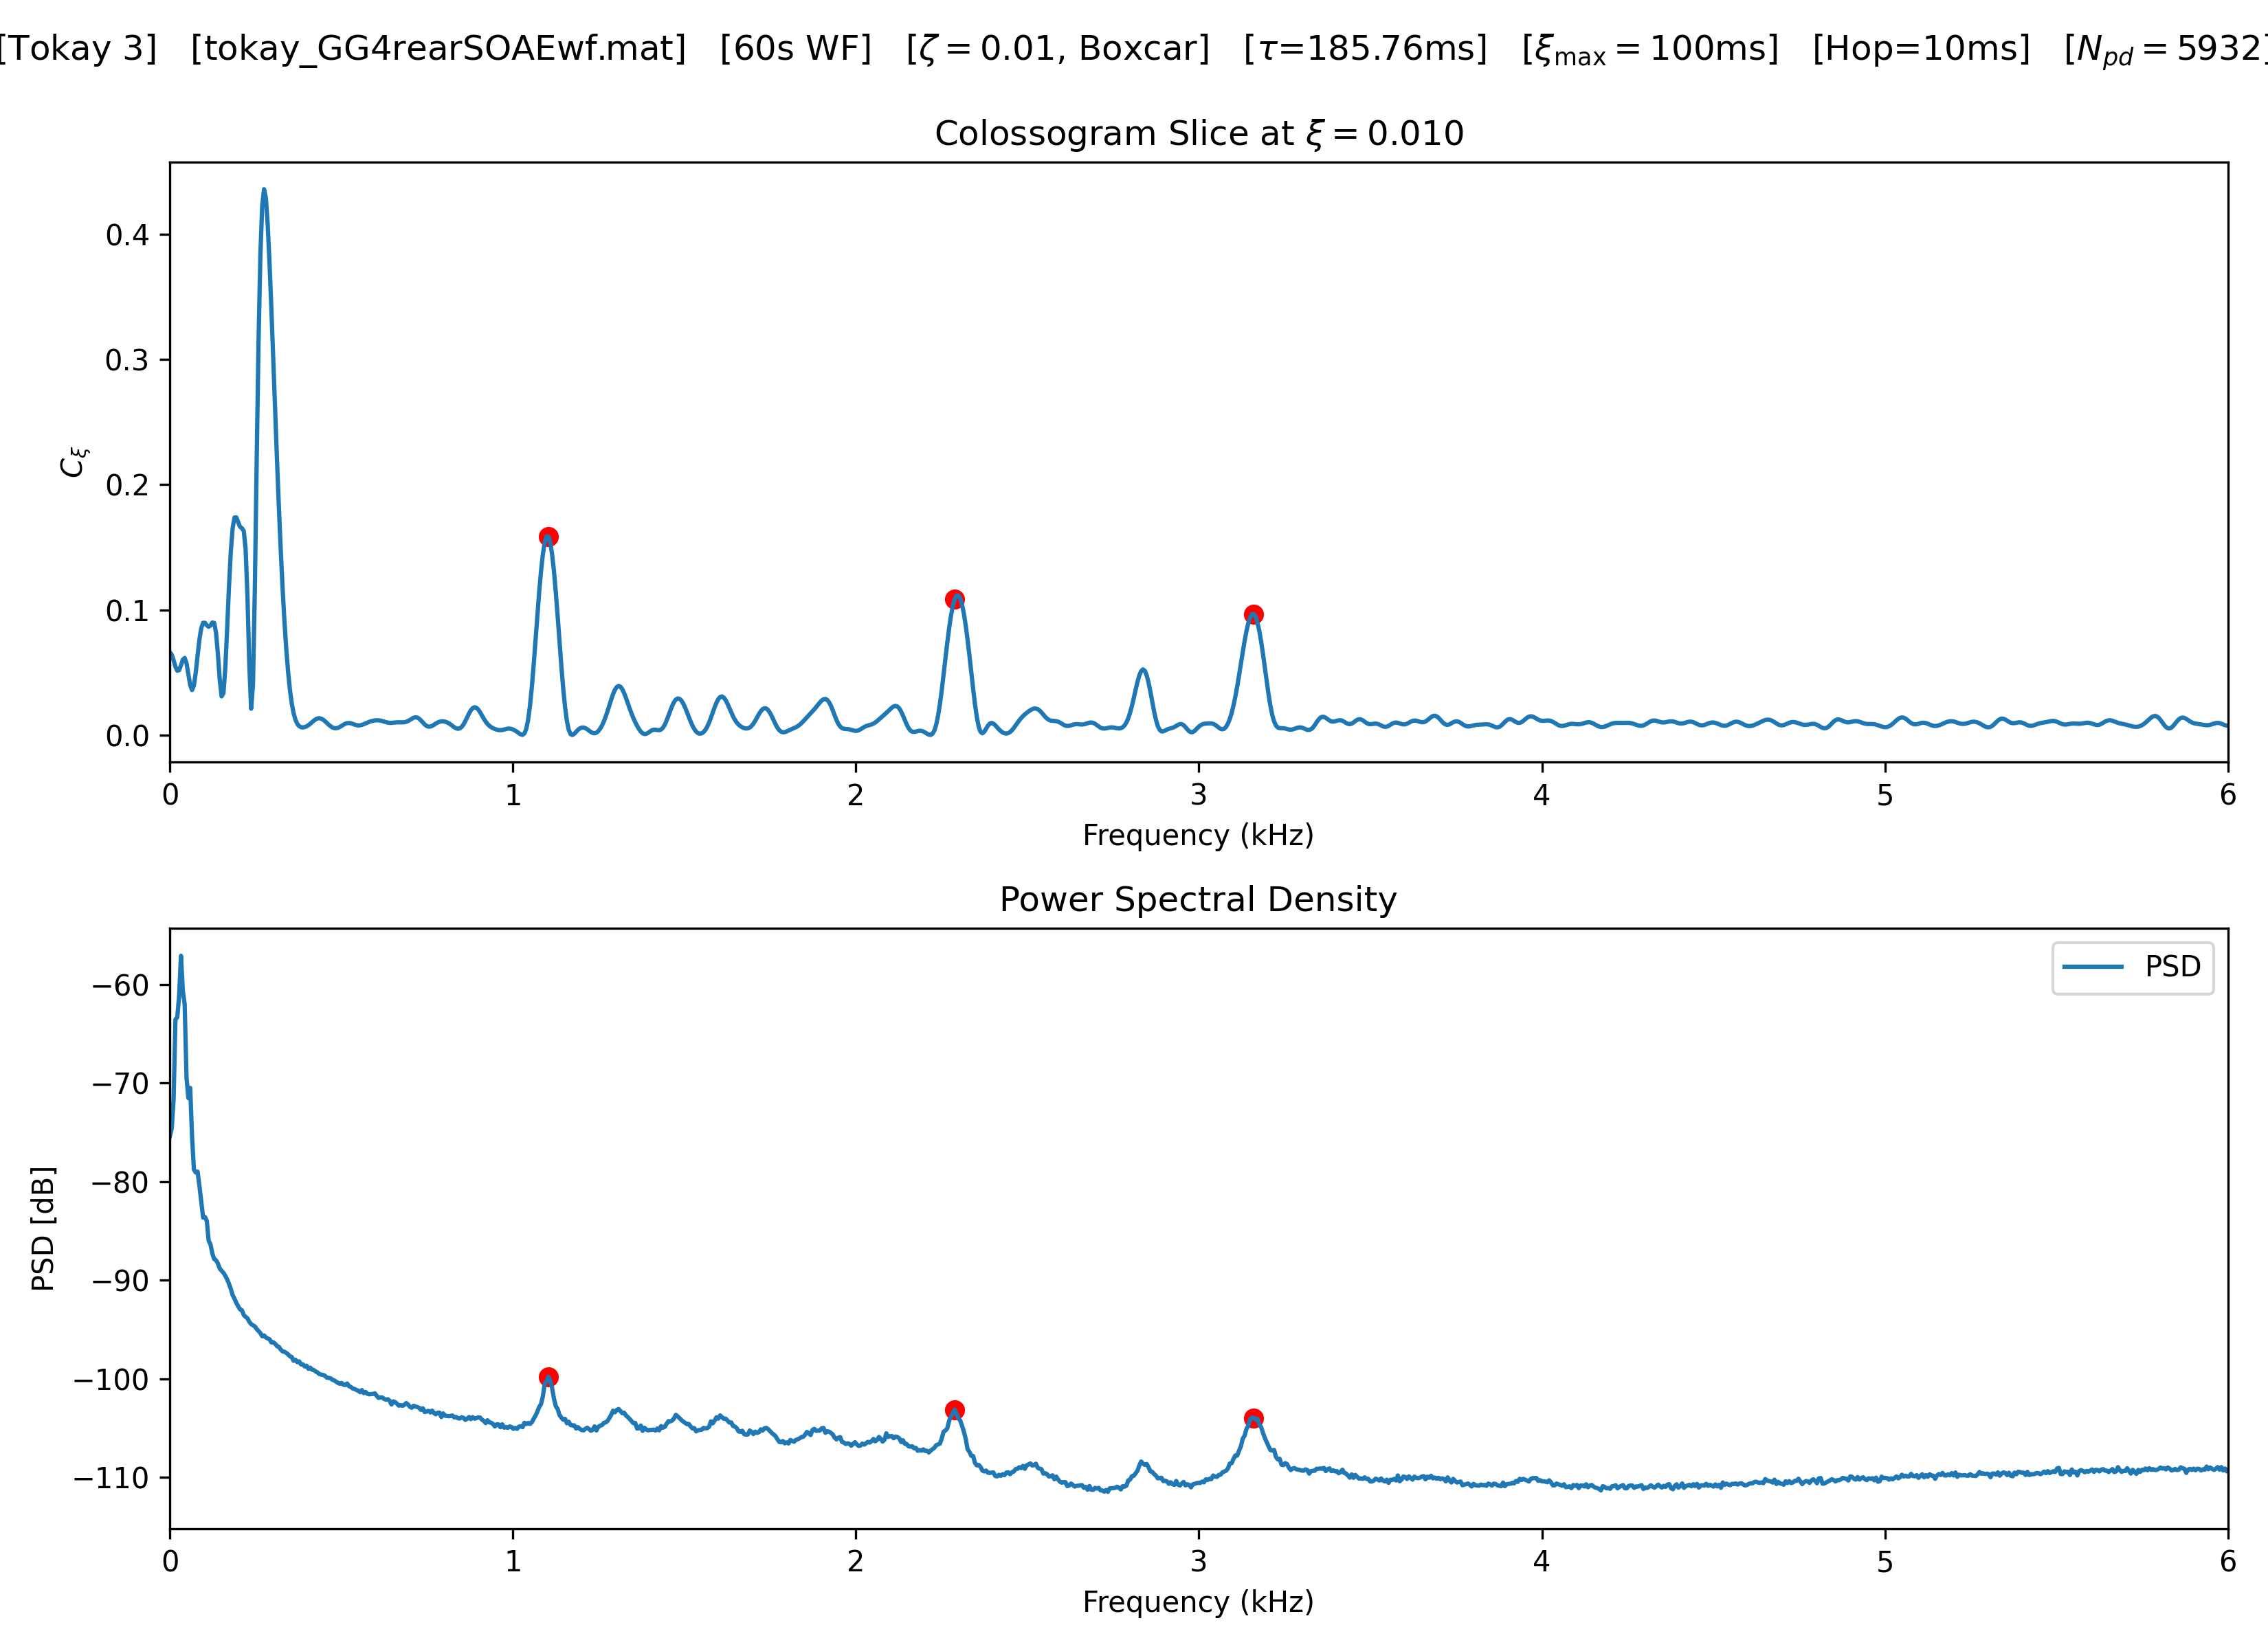 [Tokay 3] [tokay_GG4rearSOAEwf.mat] [60s WF] [ζ = 0.01, Boxcar] [τ=185.76ms] [ξmax = 100ms] [Hop=10ms] [Npd = 5932]
Colossogram Slice at ξ = 0.010
Cξ
0.4
0.3
0.2
0.1
0.0
0 1 2 3 4 5 6
Frequency (kHz)
Power Spectral Density
PSD
PSD [dB]
−60
−70
−80
−90
−100
−110
0 1 2 3 4 5 6
Frequency (kHz)